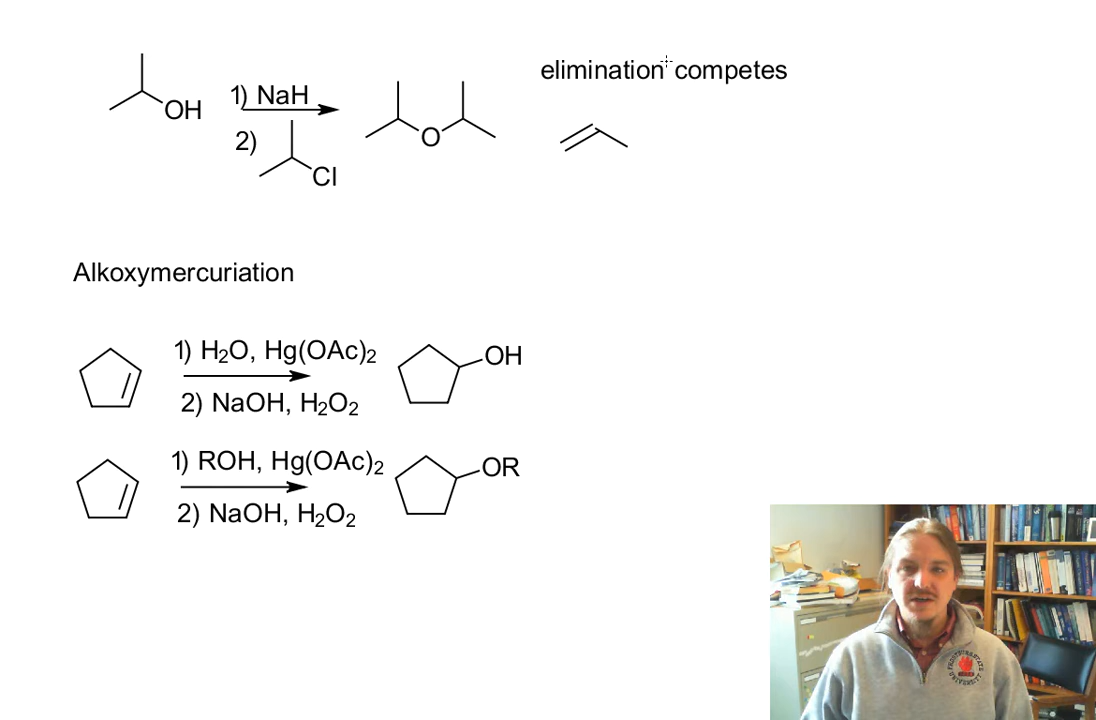 elimination competes
OH
1) NaH
2)
Cl
O
Alkoxymercuriation
1) H₂O, Hg(OAc)₂
2) NaOH, H₂O₂
OH
1) ROH, Hg(OAc)₂
2) NaOH, H₂O₂
OR